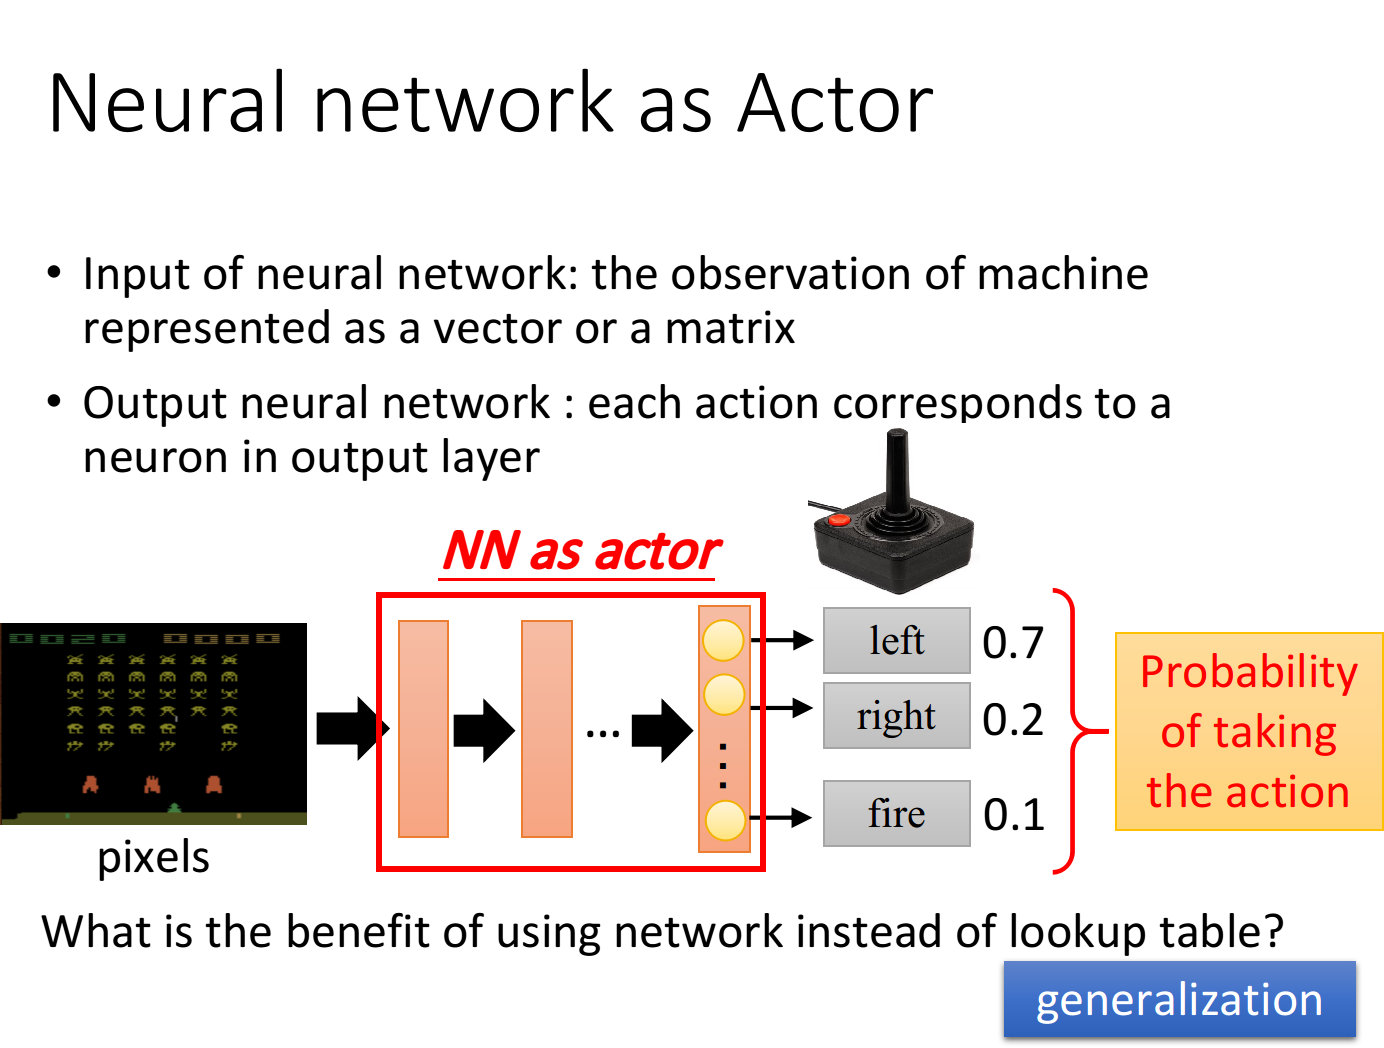 Neural network as Actor
• Input of neural network: the observation of machine
represented as a vector or a matrix
• Output neural network : each action corresponds to a
neuron in output layer
NN as actor
pixels
...
left 0.7
right 0.2
fire 0.1
Probability
of taking
the action
What is the benefit of using network instead of lookup table?
generalization